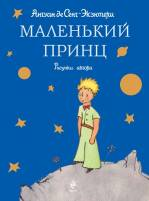 Антуан де Сент-Экзюпери
МАЛЕНЬКИЙ
ПРИНЦ
Рисунки автора